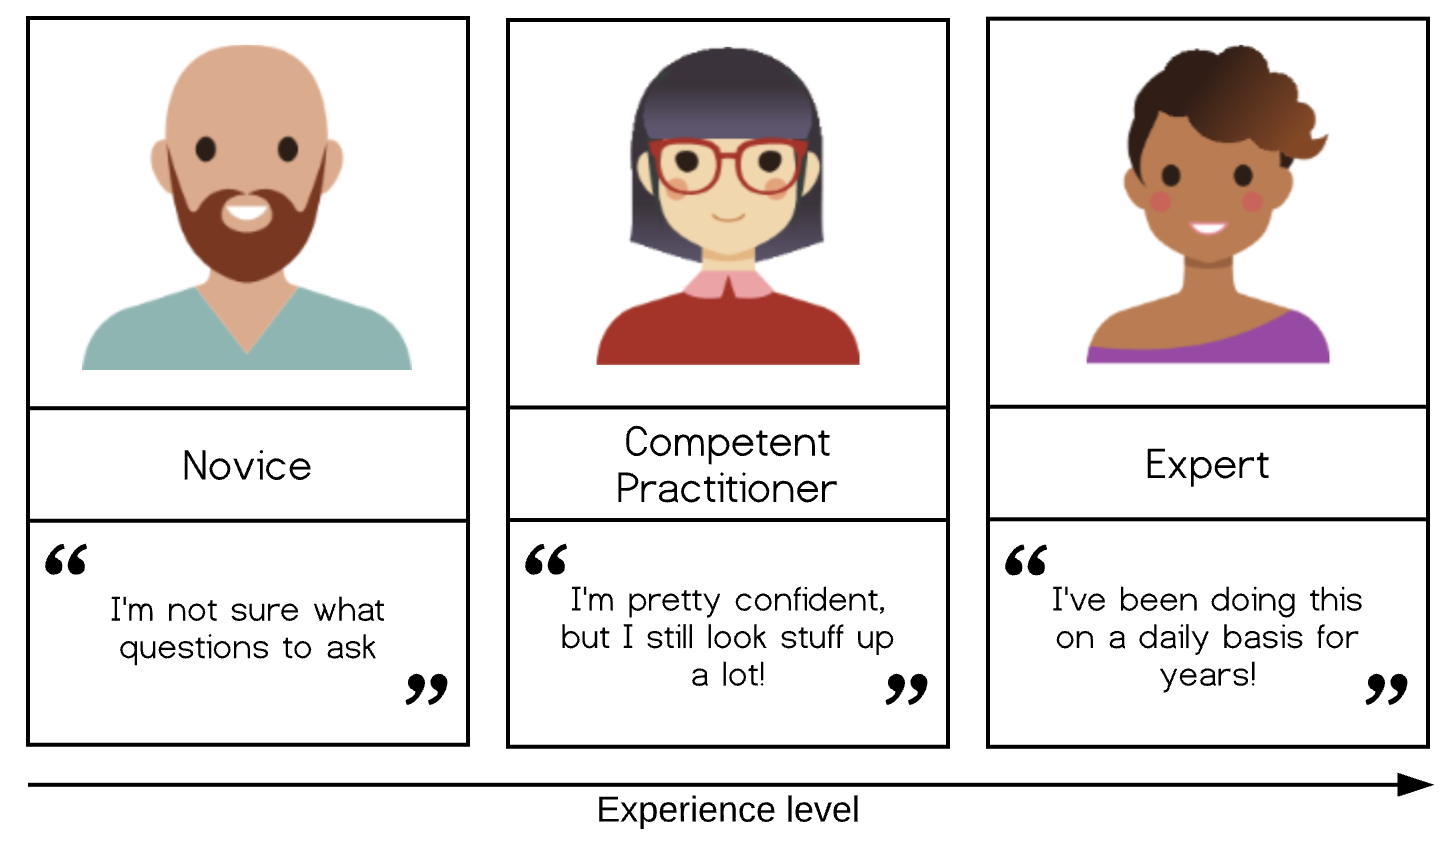 Novice
“
I'm not sure what
questions to ask
”
Competent
Practitioner
“
I'm pretty confident,
but I still look stuff up
a lot!
”
Expert
“
I've been doing this
on a daily basis for
years!
”
Experience level